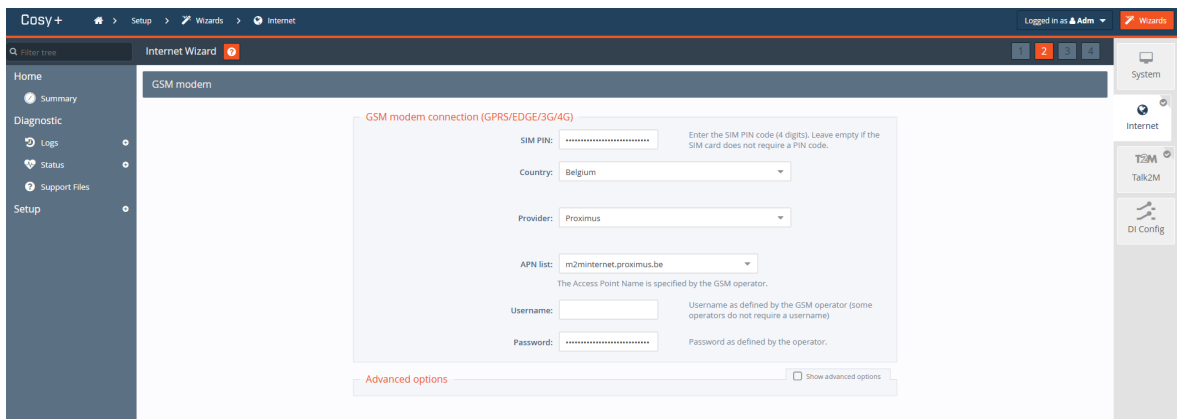 Cosy+ > Setup > Wizards > Internet
Logged in as Adm
Wizards
Filter tree
Internet Wizard ?
1 2 3 4
Home
Summary
Diagnostic
Logs
Status
Support Files
Setup
GSM modem
GSM modem connection (GPRS/EDGE/3G/4G)
SIM PIN: ••••••••••••••••••••••••••••
Enter the SIM PIN code (4 digits). Leave empty if the
SIM card does not require a PIN code.
Country: Belgium
Provider: Proximus
APN list: m2minternet.proximus.be
The Access Point Name is specified by the GSM operator.
Username:
Username as defined by the GSM operator (some
operators do not require a username)
Password: ••••••••••••••••••••••••••••
Password as defined by the operator.
Advanced options
Show advanced options
System
Internet
T2M
Talk2M
DI Config